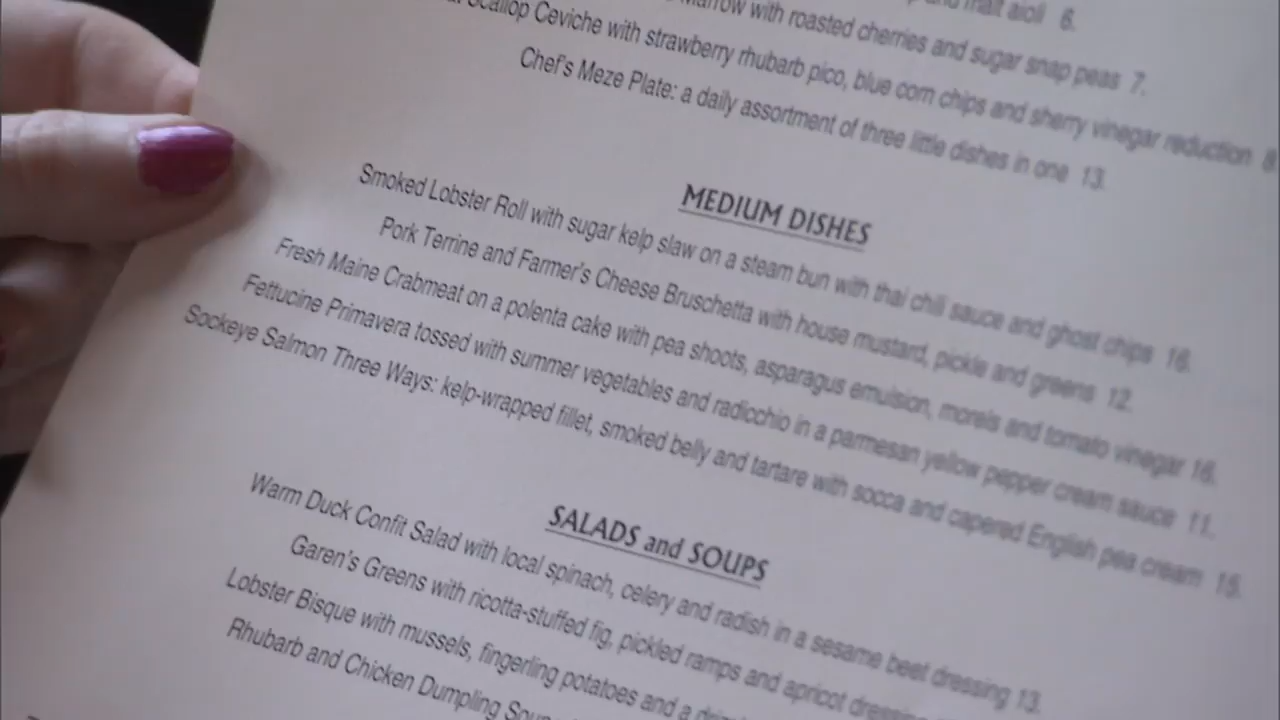 and malt aioli 6.
Marrow with roasted cherries and sugar snap peas 7.
Scallop Ceviche with strawberry rhubarb pico, blue corn chips and sherry vinegar reduction 8
Chef's Meze Plate: a daily assortment of three little dishes in one 13.
MEDIUM DISHES
Smoked Lobster Roll with sugar kelp slaw on a steam bun with thai chili sauce and ghost chips 16.
Pork Terrine and Farmer's Cheese Bruschetta with house mustard, pickle and greens 12.
Fresh Maine Crabmeat on a polenta cake with pea shoots, asparagus emulsion, morels and tomato vinegar 16.
Fettucine Primavera tossed with summer vegetables and radicchio in a parmesan yellow pepper cream sauce 11.
Sockeye Salmon Three Ways: kelp-wrapped fillet, smoked belly and tartare with socca and capered English pea cream 15.
SALADS and SOUPS
Warm Duck Confit Salad with local spinach, celery and radish in a sesame beet dressing 13.
Garen's Greens with ricotta-stuffed fig, pickled ramps and apricot dressing
Lobster Bisque with mussels, fingerling potatoes and a
Rhubarb and Chicken Dumpling Soup